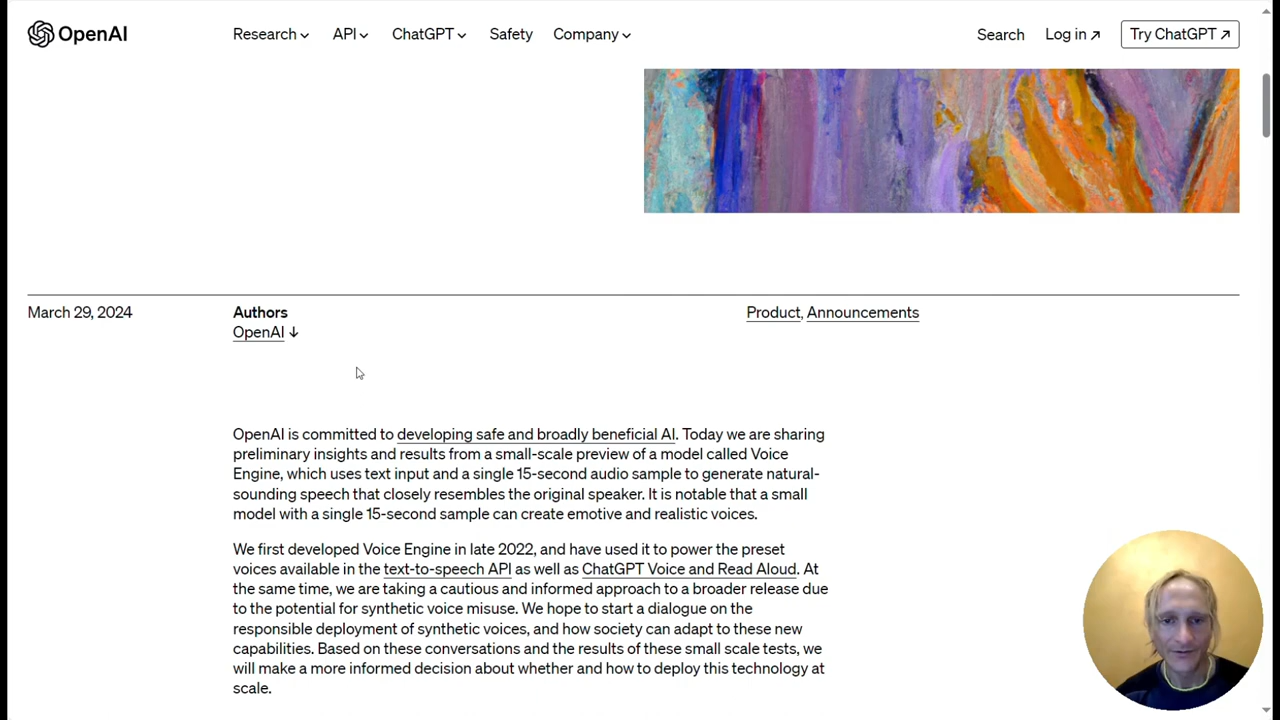 OpenAI
Research
API
ChatGPT
Safety
Company
Search
Log in ↗
Try ChatGPT ↗
March 29, 2024
Authors
OpenAI ↓
Product, Announcements
OpenAI is committed to developing safe and broadly beneficial AI. Today we are sharing
preliminary insights and results from a small-scale preview of a model called Voice
Engine, which uses text input and a single 15-second audio sample to generate natural-
sounding speech that closely resembles the original speaker. It is notable that a small
model with a single 15-second sample can create emotive and realistic voices.
We first developed Voice Engine in late 2022, and have used it to power the preset
voices available in the text-to-speech API as well as ChatGPT Voice and Read Aloud. At
the same time, we are taking a cautious and informed approach to a broader release due
to the potential for synthetic voice misuse. We hope to start a dialogue on the
responsible deployment of synthetic voices, and how society can adapt to these new
capabilities. Based on these conversations and the results of these small scale tests, we
will make a more informed decision about whether and how to deploy this technology at
scale.